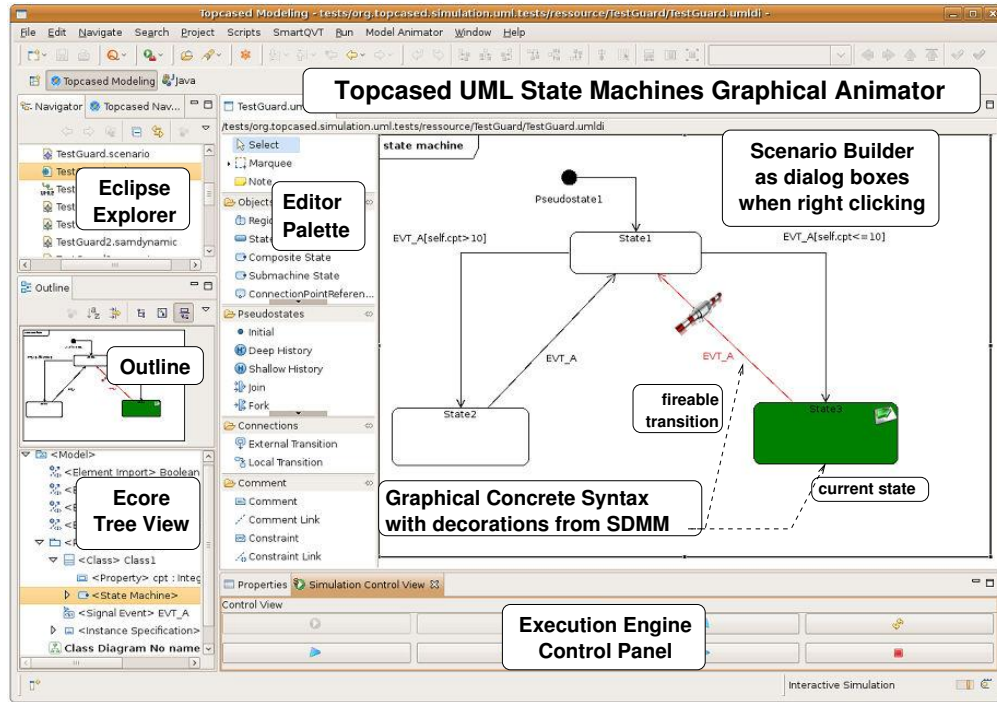 Topcased Modeling - tests/org.topcased.simulation.uml.tests/ressource/TestGuard/TestGuard.umldi -
File Edit Navigate Search Project Scripts SmartQVT Run Model Animator Window Help
Topcased Modeling Java
Topcased UML State Machines Graphical Animator
Navigator Topcased Nav...
TestGuard.um
/tests/org.topcased.simulation.uml.tests/ressource/TestGuard/TestGuard.umldi
TestGuard.scenario
Test
Test
Test
Test
TestGuard2.samdynamic
Eclipse
Explorer
Outline
Outline
<Model>
<Element Import> Boolean
<Class> Class1
<Property> cpt : Integ
<State Machine>
<Signal Event> EVT_A
<Instance Specification>
Class Diagram No name
Ecore
Tree View
Select
Marquee
Note
Objects
Regio
State
Composite State
Submachine State
ConnectionPointReferen...
Pseudostates
Initial
Deep History
Shallow History
Join
Fork
Connections
External Transition
Local Transition
Comment
Comment
Comment Link
Constraint
Constraint Link
Editor
Palette
state machine
Pseudostate1
Scenario Builder
as dialog boxes
when right clicking
EVT_A[self.cpt>10]
State1
EVT_A[self.cpt<=10]
EVT_A
EVT_A
fireable
transition
State2
State3
current state
Graphical Concrete Syntax
with decorations from SDMM
Properties Simulation Control View
Control View
Execution Engine
Control Panel
Interactive Simulation